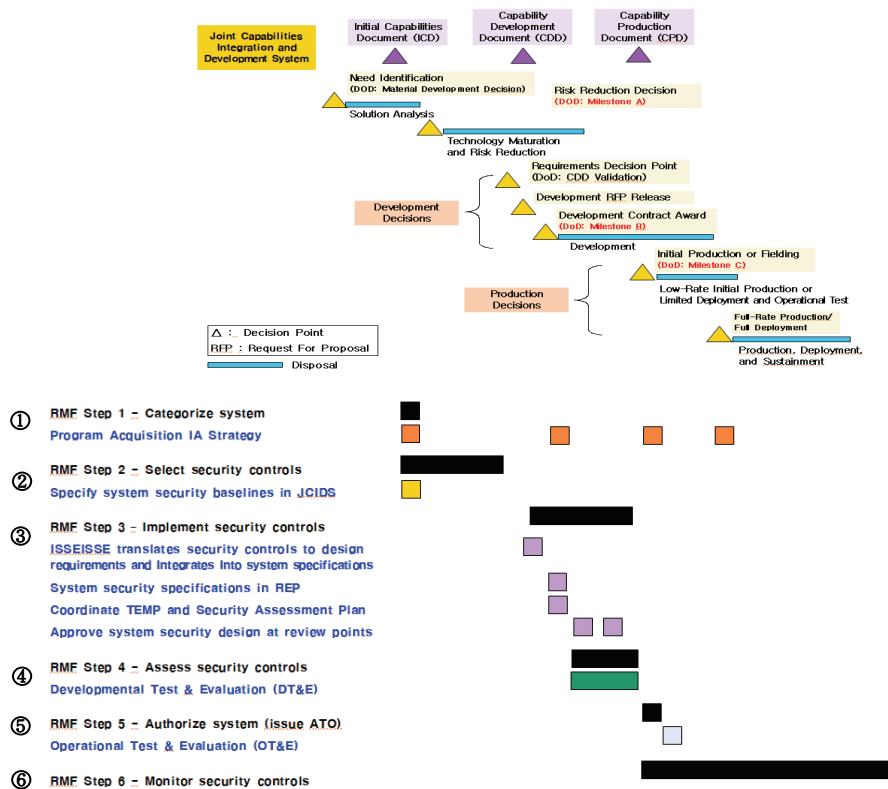 Joint Capabilities
Integration and
Development System
Initial Capabilities
Document (ICD)
Capability
Development
Document (CDD)
Capability
Production
Document (CPD)
Need Identification
(DOD: Material Development Decision)
Solution Analysis
Risk Reduction Decision
(DOD: Milestone A)
Technology Maturation
and Risk Reduction
Requirements Decision Point
(DoD: CDD Validation)
Development RFP Release
Development
Decisions
Development Contract Award
(DoD: Milestone B)
Development
Initial Production or Fielding
(DoD: Milestone C)
Low-Rate Initial Production or
Limited Deployment and Operational Test
Production
Decisions
Full-Rate Production/
Full Deployment
Production, Deployment,
and Sustainment
△ : Decision Point
RFP : Request For Proposal
Disposal
① RMF Step 1 - Categorize system
Program Acquisition IA Strategy
② RMF Step 2 - Select security controls
Specify system security baselines in JCIDS
③ RMF Step 3 - Implement security controls
ISSEISSE translates security controls to design
requirements and Integrates Into system specifications
System security specifications in REP
Coordinate TEMP and Security Assessment Plan
Approve system security design at review points
④ RMF Step 4 - Assess security controls
Developmental Test & Evaluation (DT&E)
⑤ RMF Step 5 - Authorize system (issue ATO)
Operational Test & Evaluation (OT&E)
⑥ RMF Step 6 - Monitor security controls